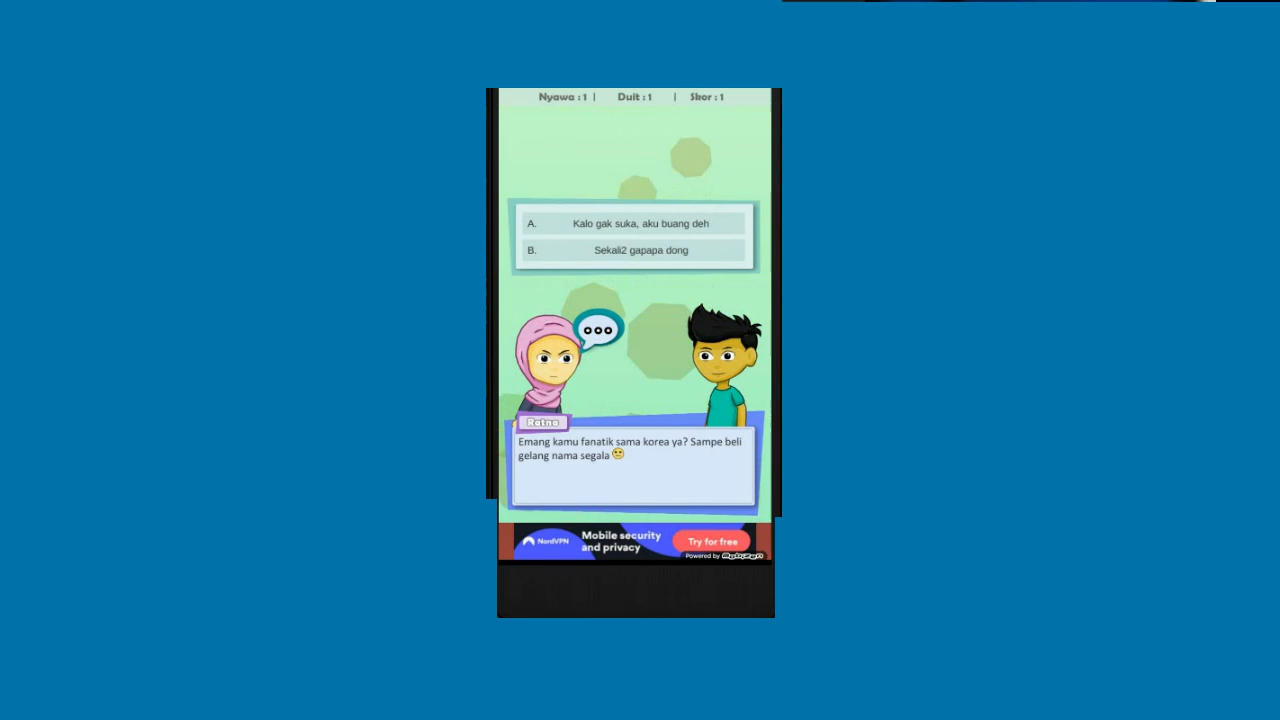 Nyawa : 1 | Duit : 1 | Skor : 1
A. Kalo gak suka, aku buang deh
B. Sekali2 gapapa dong
Ratna
Emang kamu fanatik sama korea ya? Sampe beli
gelang nama segala
NordVPN
Mobile security
and privacy
Try for free
Powered by